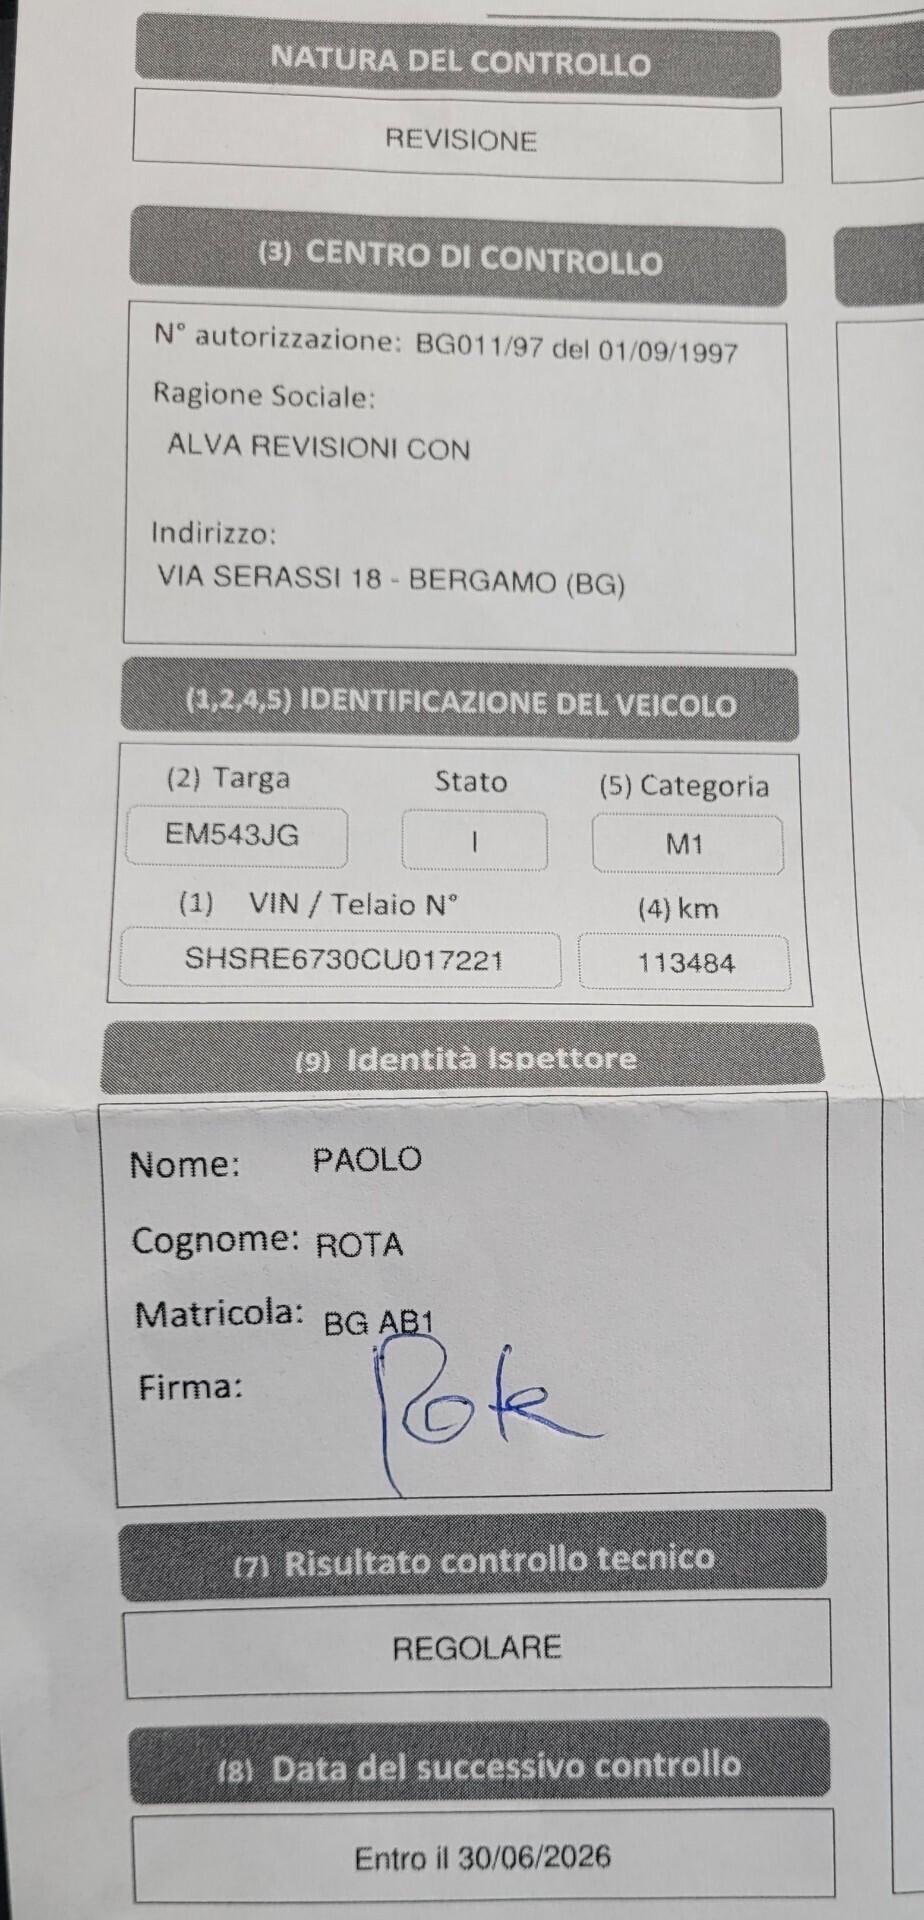 NATURA DEL CONTROLLO
REVISIONE
(3) CENTRO DI CONTROLLO
N° autorizzazione: BG011/97 del 01/09/1997
Ragione Sociale:
ALVA REVISIONI CON
Indirizzo:
VIA SERASSI 18 - BERGAMO (BG)
(1,2,4,5) IDENTIFICAZIONE DEL VEICOLO
(2) Targa Stato (5) Categoria
EM543JG I M1
(1) VIN / Telaio N° (4) km
SHSRE6730CU017221 113484
(9) Identità Ispettore
Nome: PAOLO
Cognome: ROTA
Matricola: BG AB1
Firma: Rota
(7) Risultato controllo tecnico
REGOLARE
(8) Data del successivo controllo
Entro il 30/06/2026